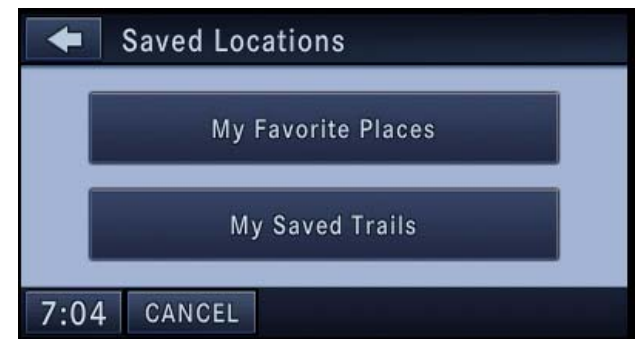 Saved Locations
My Favorite Places
My Saved Trails
7:04 CANCEL